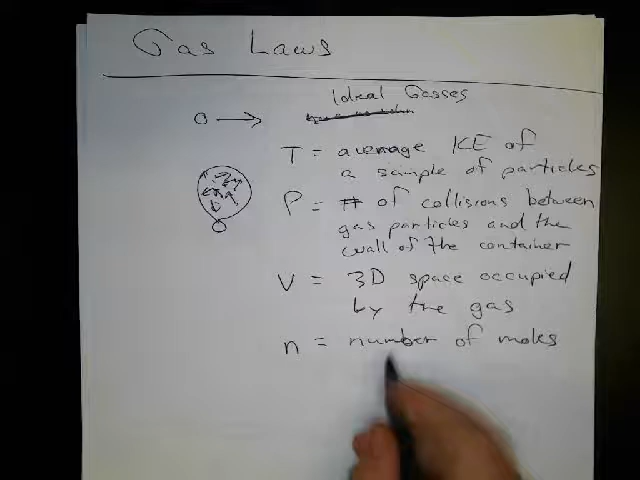 Gas Laws
Ideal Gasses
T = average KE of
a sample of particles
P = # of collisions between
gas particles and the
wall of the container
V = 3D space occupied
by the gas
n = number of moles